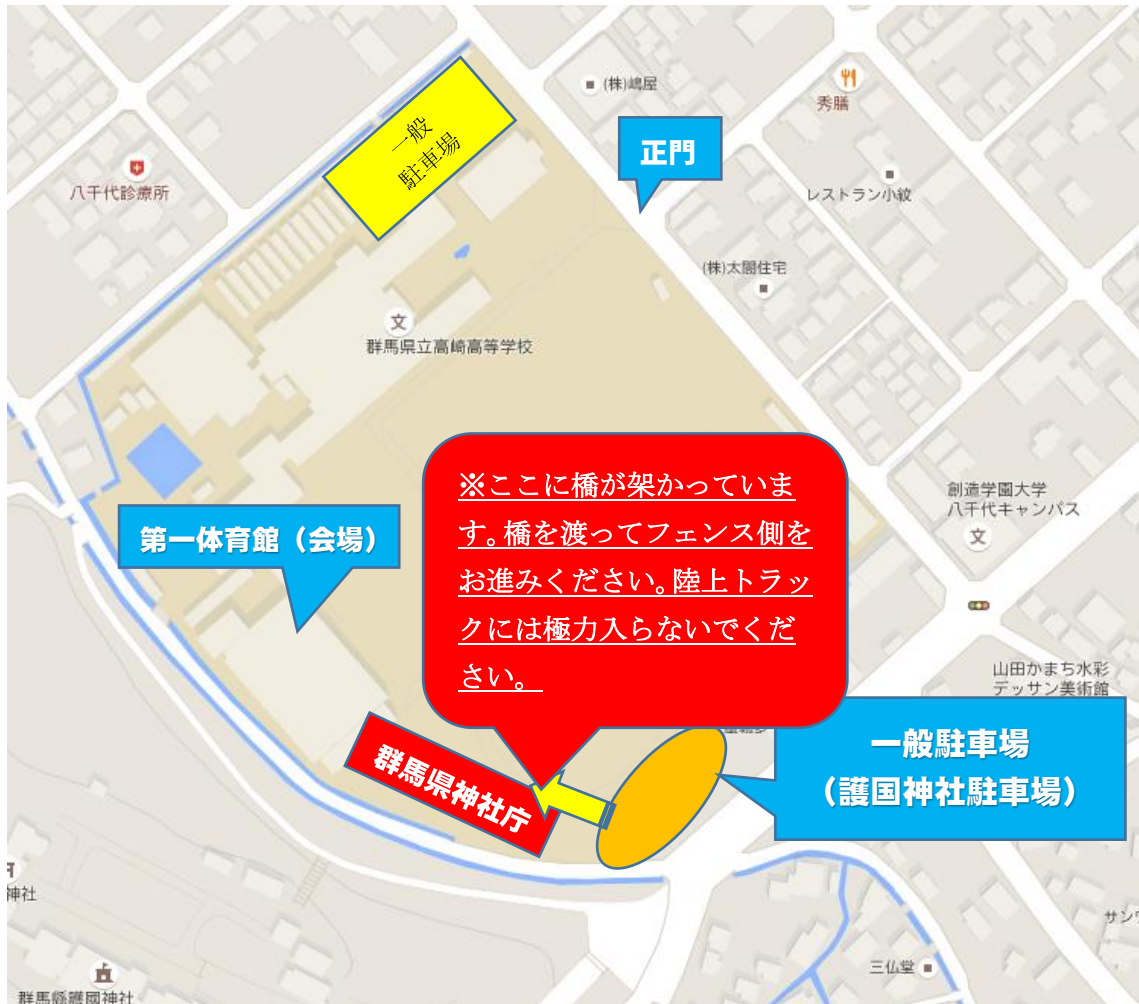 (株)嶋屋
秀膳
一般
駐車場
正門
八千代診療所
レストラン小紋
(株)太閤住宅
文
群馬県立高崎高等学校
※ここに橋が架かっていま
す。橋を渡ってフェンス側を
お進みください。陸上トラッ
クには極力入らないでくだ
さい。
創造学園大学
八千代キャンパス
文
第一体育館（会場）
山田かまち水彩
デッサン美術館
一般駐車場
（護国神社駐車場）
群馬県神社庁
神社
サンワ
三仏堂
群馬縣護國神社